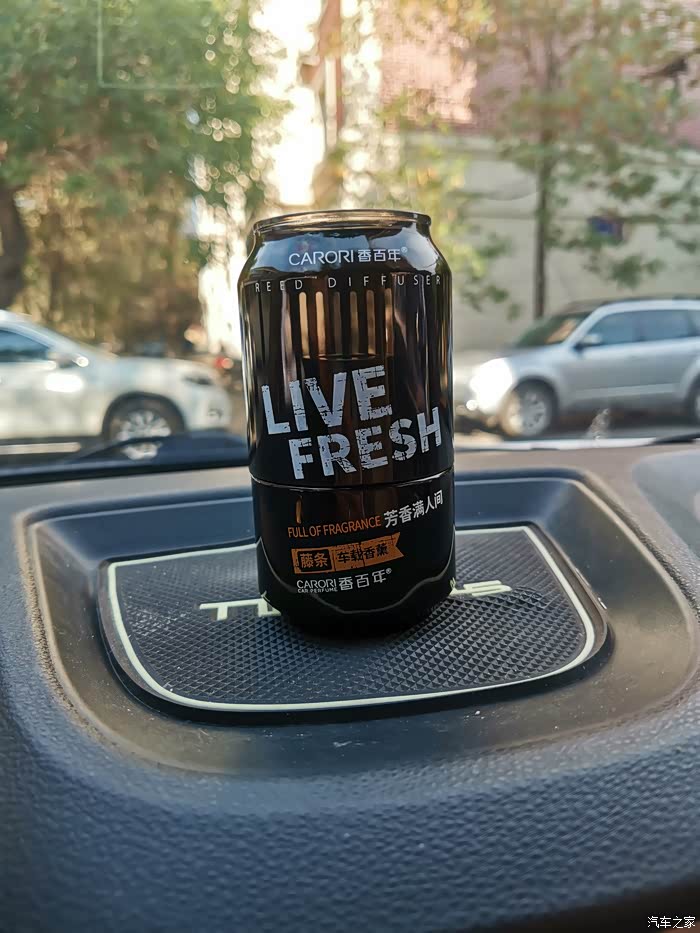 CARORI 香百年®
REED DIFFUSER
LIVE
FRESH
FULL OF FRAGRANCE 芳香满人间
藤条 车载香薰
CARORI 香百年®
CAR PERFUME
汽车之家